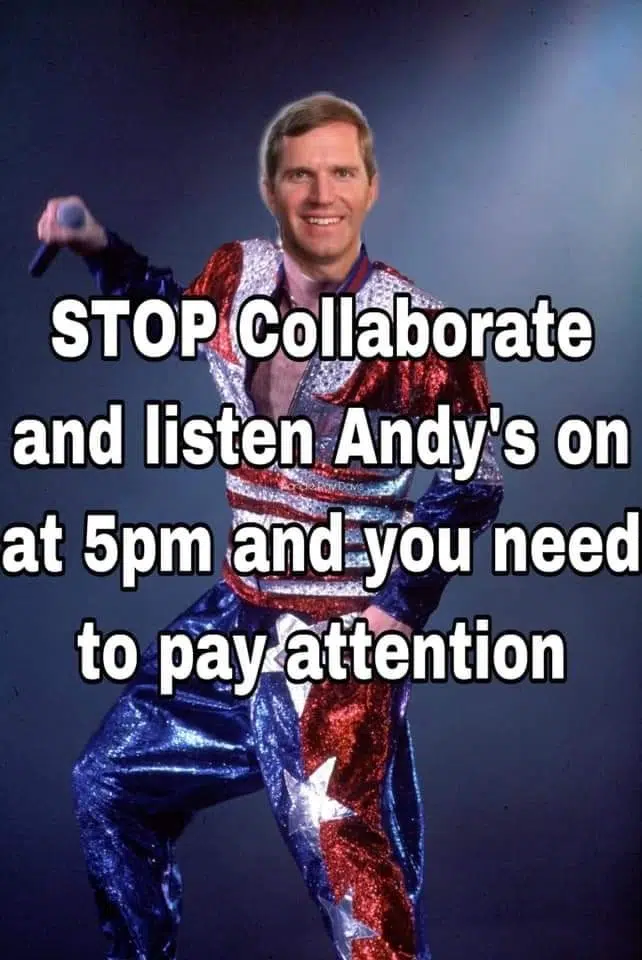 STOP Collaborate
and listen Andy's on
at 5pm and you need
to pay attention